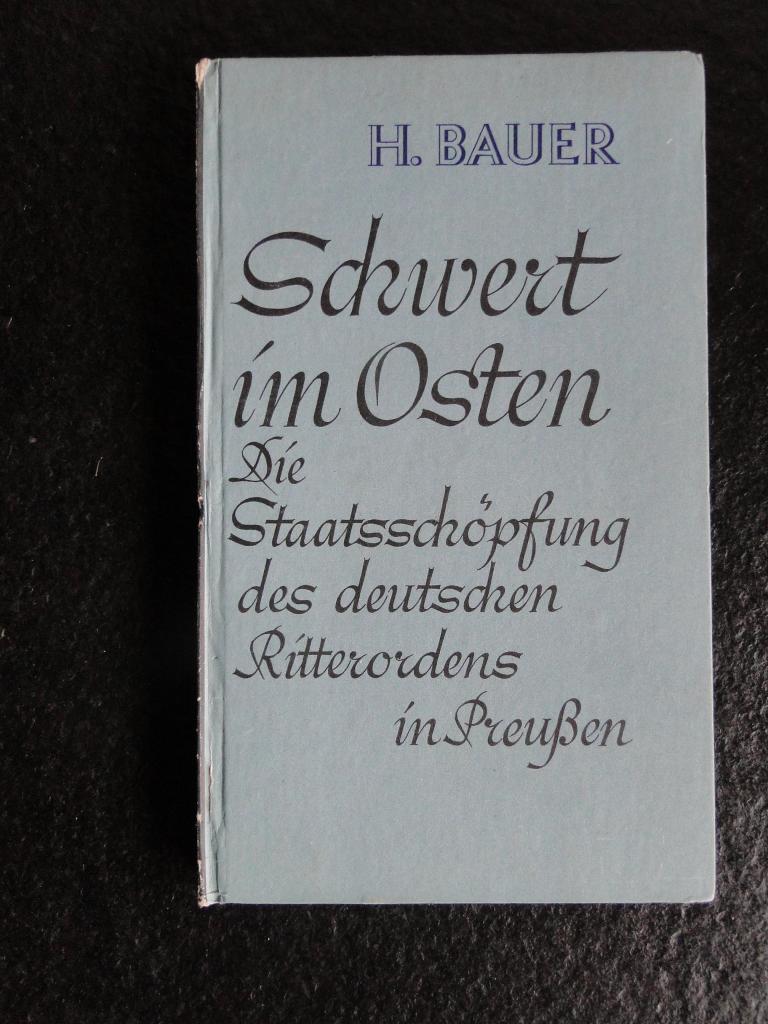 H. BAUER
Schwert
im Osten
Die
Staatsschöpfung
des deutschen
Ritterordens
in Preußen